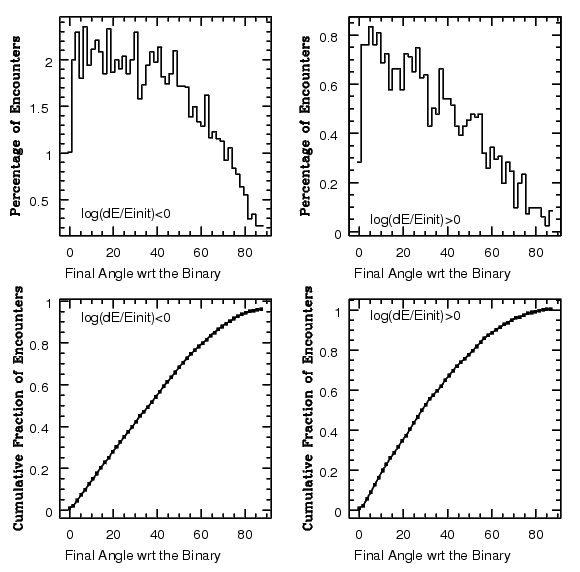 Percentage of Encounters
2
1.5
1
0.5
log(dE/Einit)<0
0 20 40 60 80
Final Angle wrt the Binary
Percentage of Encounters
0.8
0.6
0.4
0.2
0
log(dE/Einit)>0
0 20 40 60 80
Final Angle wrt the Binary
Cumulative Fraction of Encounters
1
0.8
0.6
0.4
0.2
0
log(dE/Einit)<0
0 20 40 60 80
Final Angle wrt the Binary
Cumulative Fraction of Encounters
1
0.8
0.6
0.4
0.2
0
log(dE/Einit)>0
0 20 40 60 80
Final Angle wrt the Binary